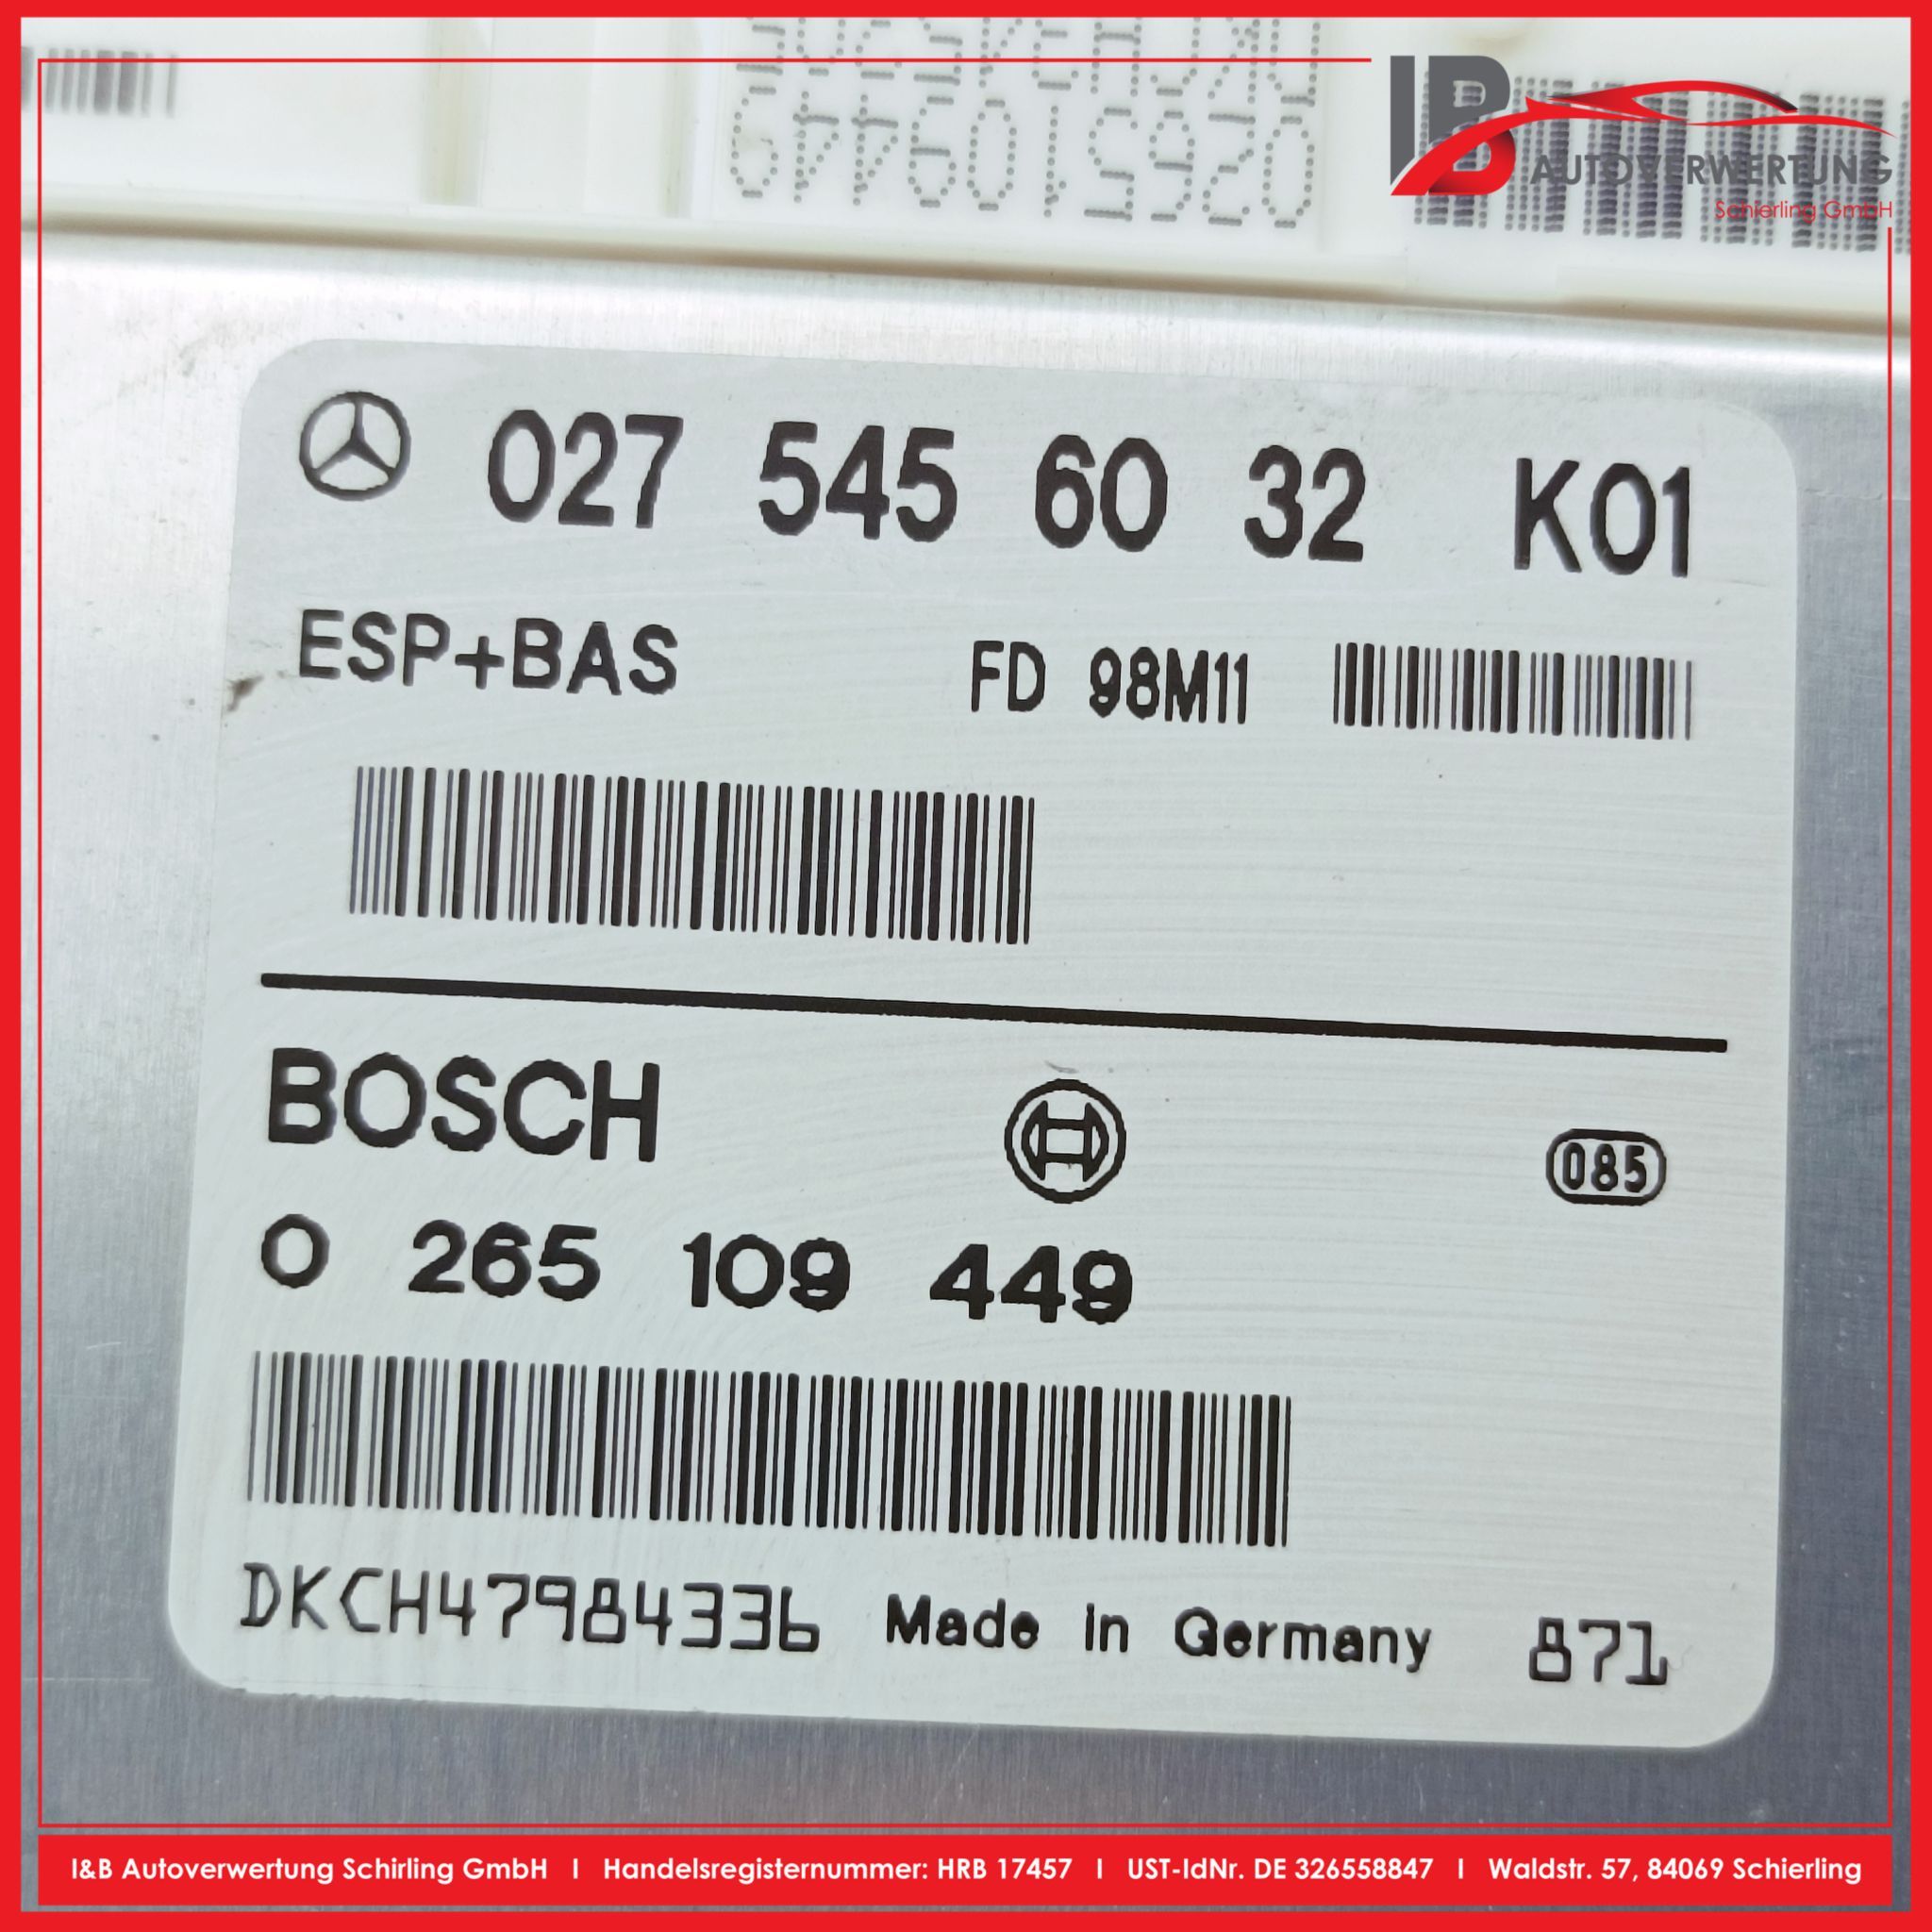 IB
AUTOVERWERTUNG
Schierling GmbH
0265109449
027 545 60 32 K01
ESP+BAS FD 98M11
BOSCH
085
0 265 109 449
DKCH47984336 Made in Germany 871
I&B Autoverwertung Schirling GmbH I Handelsregisternummer: HRB 17457 I UST-IdNr. DE 326558847 I Waldstr. 57, 84069 Schierling